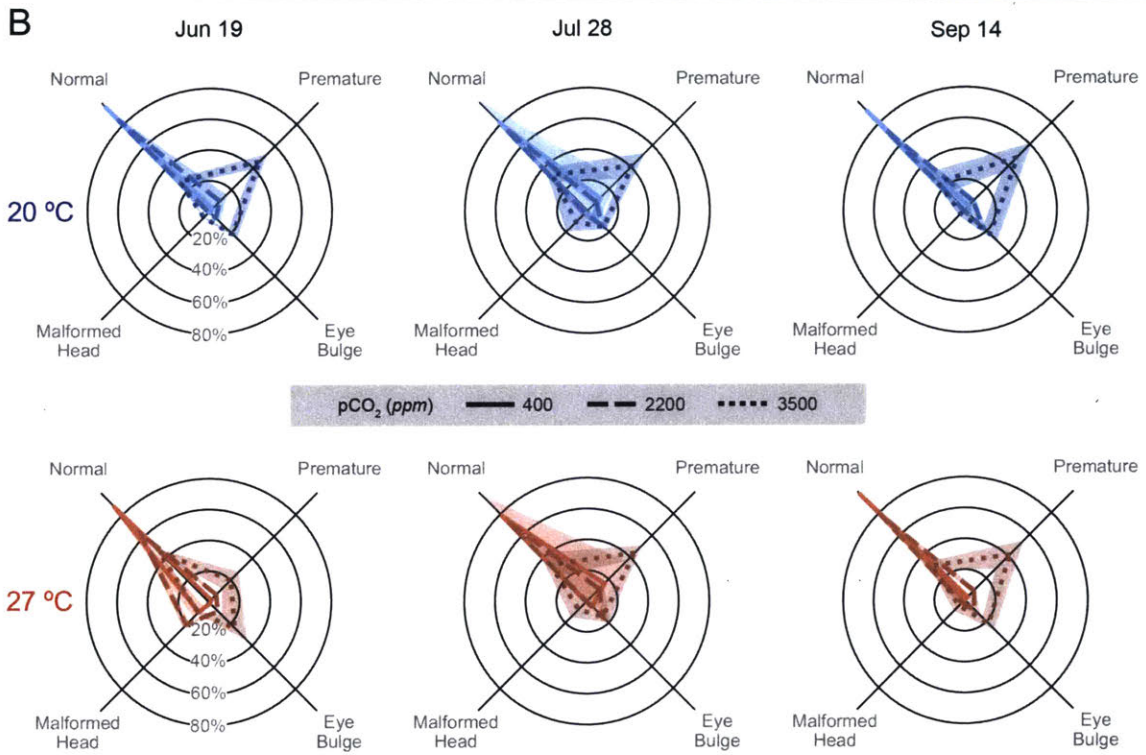 B
Jun 19
Jul 28
Sep 14
Normal
Premature
Normal
Premature
Normal
Premature
20 ºC
20%
40%
60%
80%
Malformed
Head
Eye
Bulge
Malformed
Head
Eye
Bulge
Malformed
Head
Eye
Bulge
pCO₂ (ppm) 400 2200 3500
Normal
Premature
Normal
Premature
Normal
Premature
27 ºC
20%
40%
60%
80%
Malformed
Head
Eye
Bulge
Malformed
Head
Eye
Bulge
Malformed
Head
Eye
Bulge